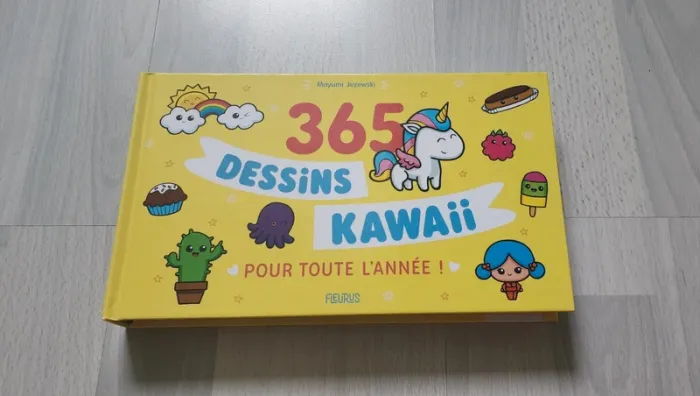 Mayumi Jezewski
365
DESSiNS
KAWAii
POUR TOUTE L'ANNÉE !
FLEURUS